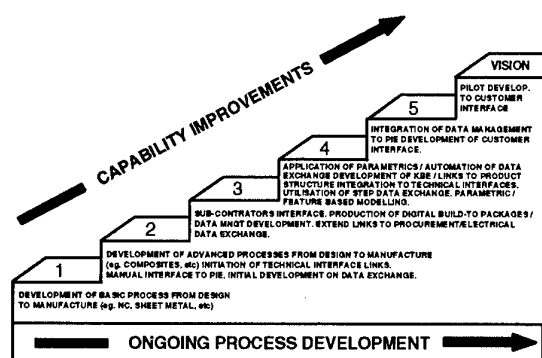 CAPABILITY IMPROVEMENTS
VISION
PILOT DEVELOP.
TO CUSTOMER
INTERFACE
5
INTEGRATION OF DATA MANAGEMENT
TO PIE DEVELOPMENT OF CUSTOMER
INTERFACE.
4
APPLICATION OF PARAMETRICS / AUTOMATION OF DATA
EXCHANGE DEVELOPMENT OF KBE / LINKS TO PRODUCT
STRUCTURE INTEGRATION TO TECHNICAL INTERFACES.
UTILISATION OF STEP DATA EXCHANGE. PARAMETRIC /
FEATURE BASED MODELLING.
3
SUB-CONTRATORS INTERFACE. PRODUCTION OF DIGITAL BUILD-TO PACKAGES /
DATA MNGT DEVELOPMENT. EXTEND LINKS TO PROCUREMENT/ELECTRICAL
DATA EXCHANGE.
2
DEVELOPMENT OF ADVANCED PROCESSES FROM DESIGN TO MANUFACTURE
(eg. COMPOSITES, etc) INITIATION OF TECHNICAL INTERFACE LINKS.
MANUAL INTERFACE TO PIE, INITIAL DEVELOPMENT ON DATA EXCHANGE.
1
DEVELOPMENT OF BASIC PROCESS FROM DESIGN
TO MANUFACTURE (eg. NC, SHEET METAL, etc)
ONGOING PROCESS DEVELOPMENT